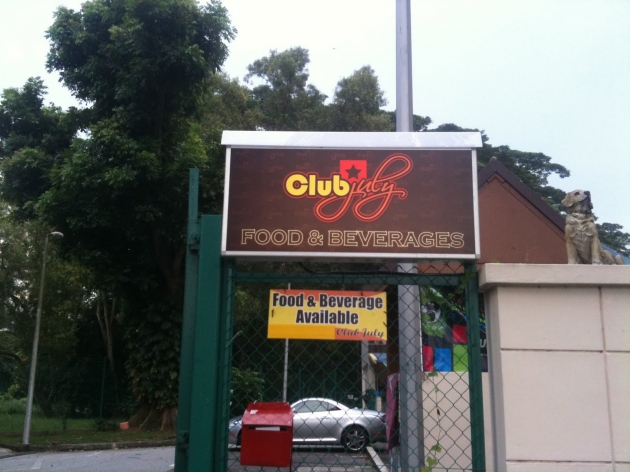 Club july
FOOD & BEVERAGES
Food & Beverage
Available
Club July